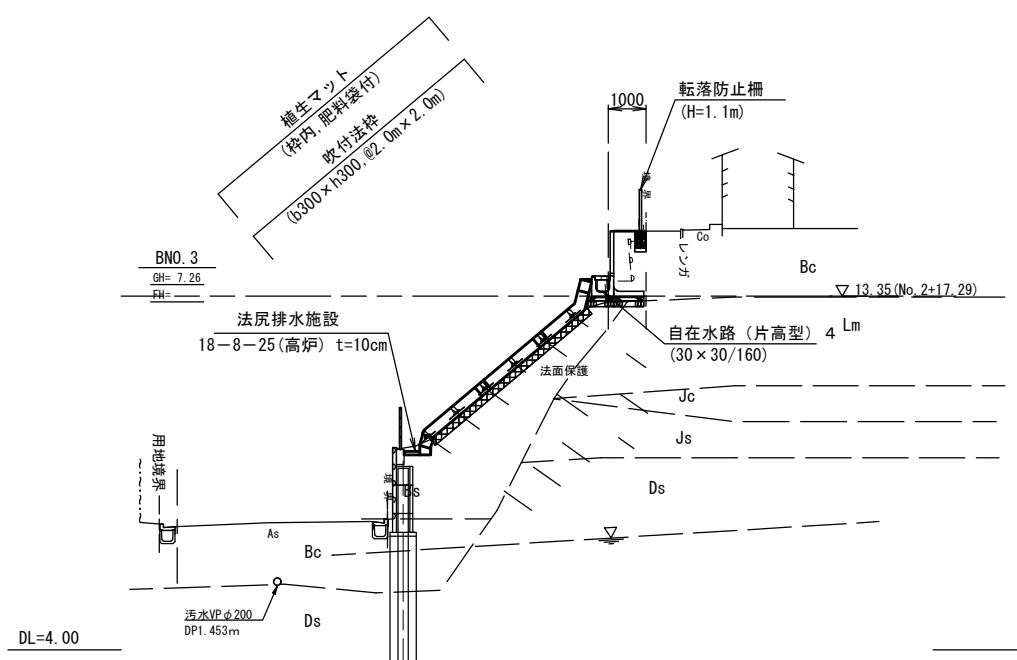 植生マット
(枠内,肥料袋付)
吹付法枠
(b300×h300,@2.0m×2.0m)
1000
転落防止柵
(H=1.1m)
境界
Co
レンガ
Bc
BNO.3
GH= 7.26
FH=
13.35(No.2+17.29)
Lm
法尻排水施設
18-8-25(高炉) t=10cm
自在水路(片高型) 4
(30×30/160)
法面保護
Jc
Js
Ds
用地境界
境界
Bs
As
Bc
汚水VPφ200
DP1.453m
Ds
DL=4.00